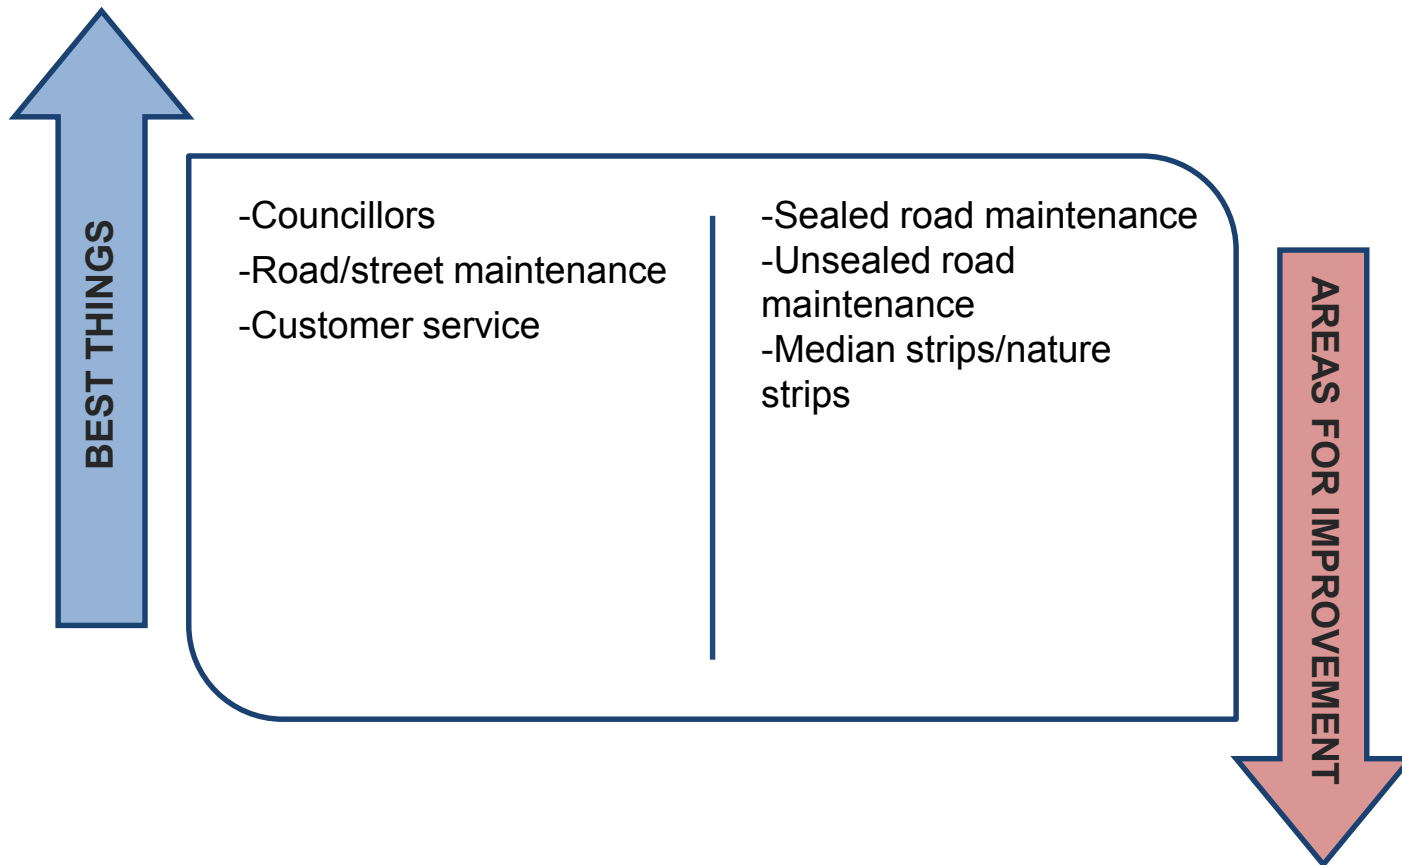 BEST THINGS
-Councillors
-Road/street maintenance
-Customer service
-Sealed road maintenance
-Unsealed road
maintenance
-Median strips/nature
strips
AREAS FOR IMPROVEMENT